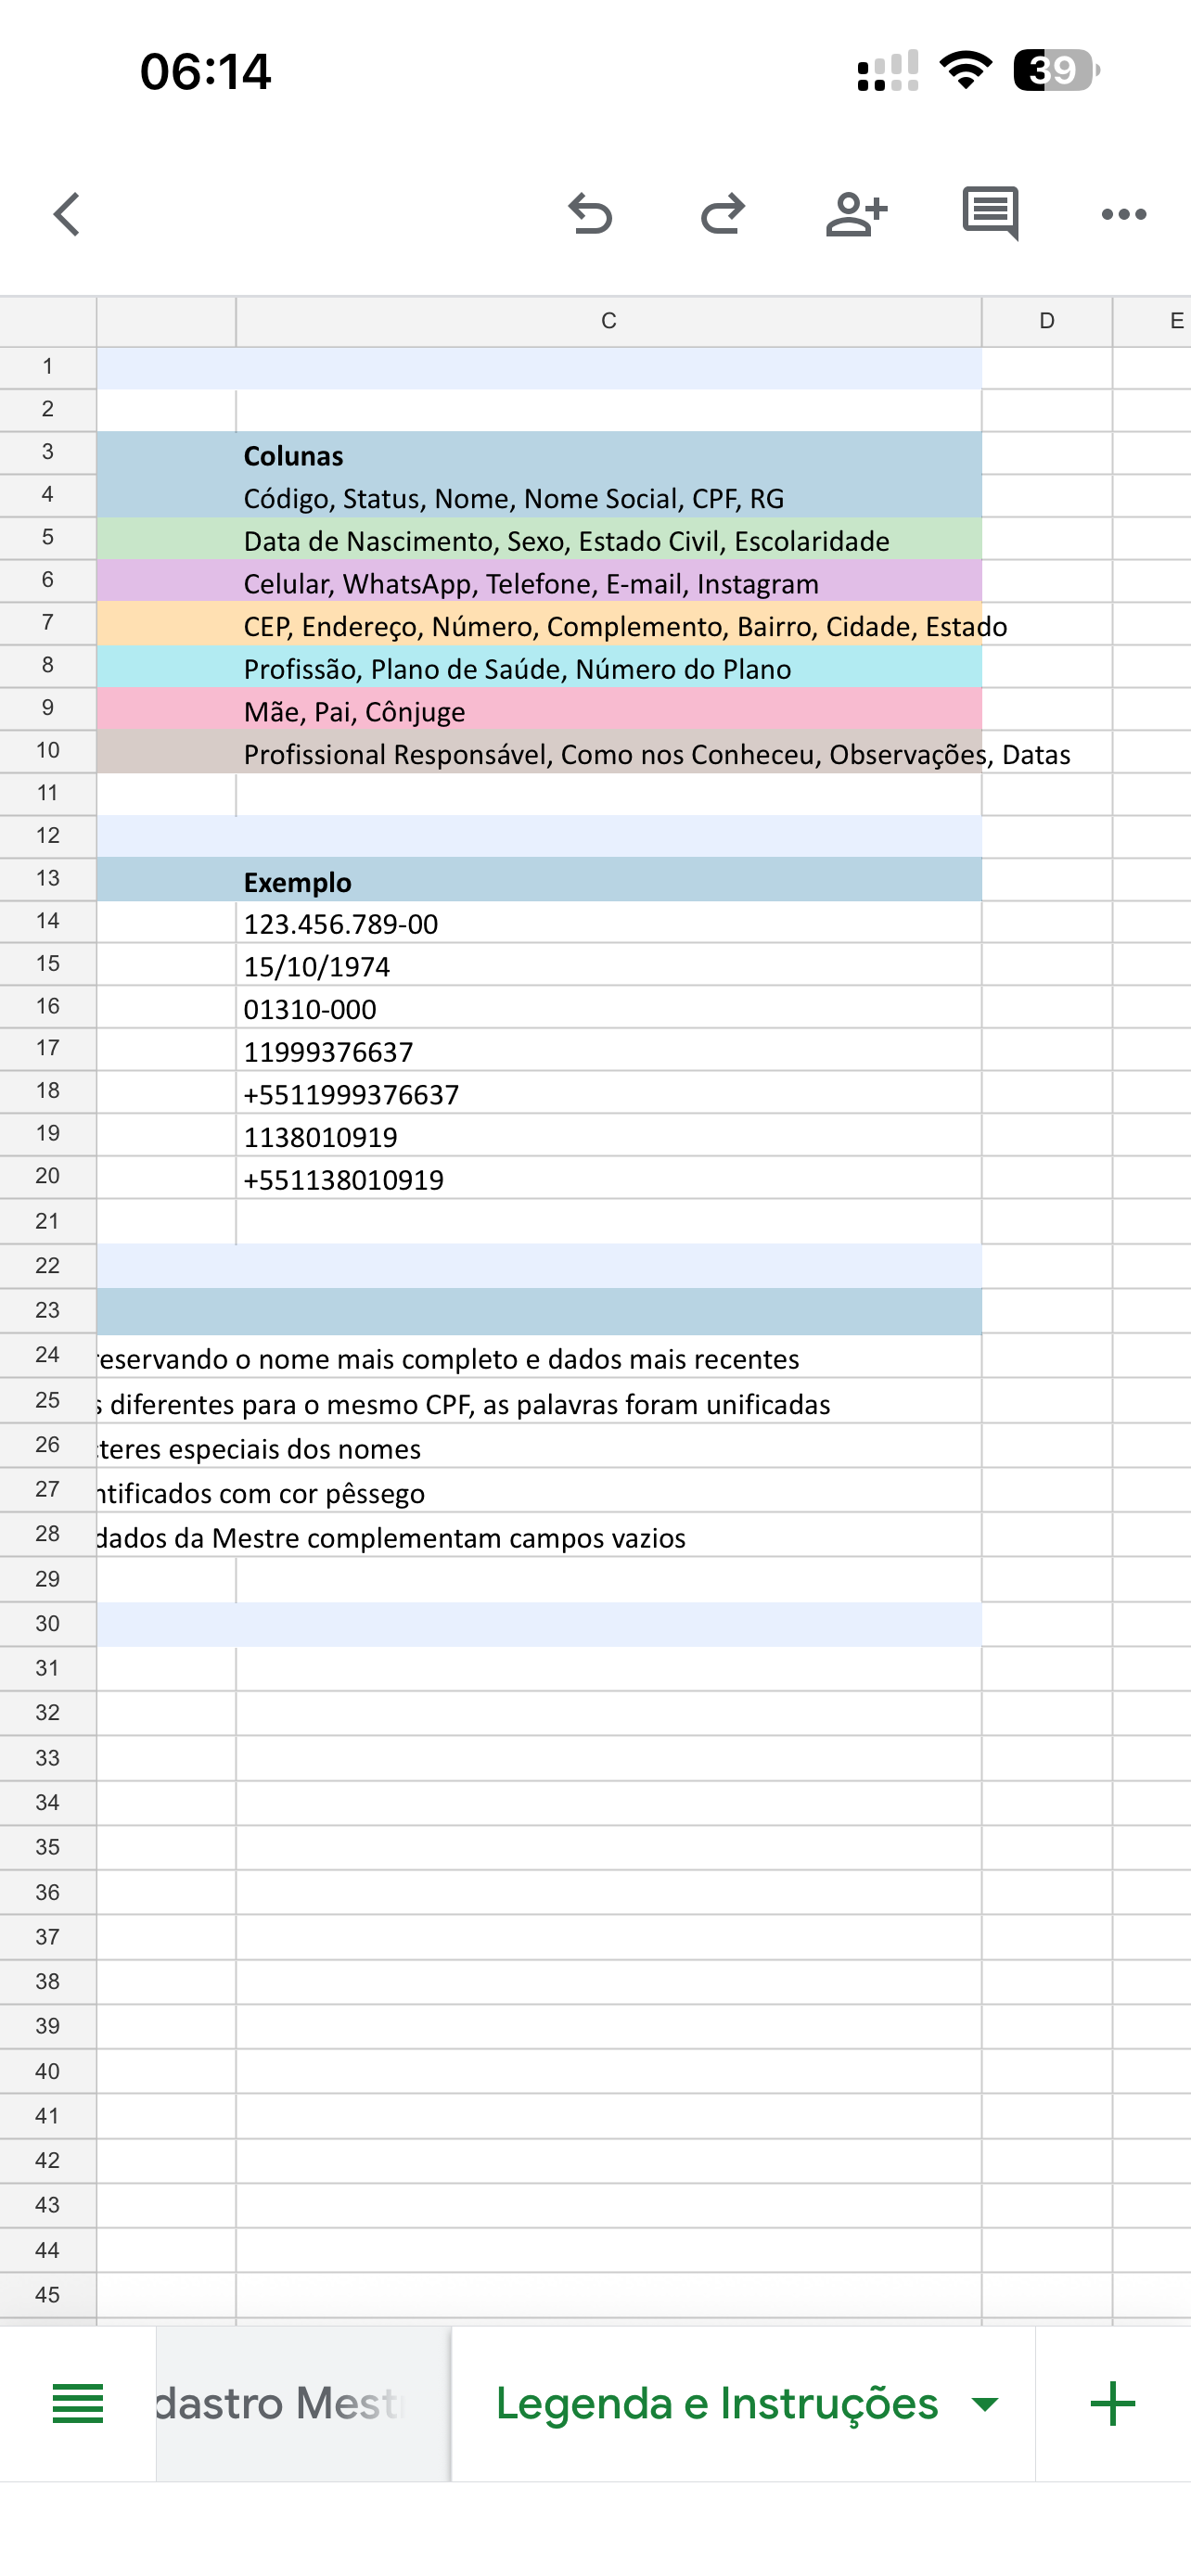 06:14
39
C D E
1
2
3 Colunas
4 Código, Status, Nome, Nome Social, CPF, RG
5 Data de Nascimento, Sexo, Estado Civil, Escolaridade
6 Celular, WhatsApp, Telefone, E-mail, Instagram
7 CEP, Endereço, Número, Complemento, Bairro, Cidade, Estado
8 Profissão, Plano de Saúde, Número do Plano
9 Mãe, Pai, Cônjuge
10 Profissional Responsável, Como nos Conheceu, Observações, Datas
11
12
13 Exemplo
14 123.456.789-00
15 15/10/1974
16 01310-000
17 11999376637
18 +5511999376637
19 1138010919
20 +551138010919
21
22
23
24 reservando o nome mais completo e dados mais recentes
25 s diferentes para o mesmo CPF, as palavras foram unificadas
26 cteres especiais dos nomes
27 ntificados com cor pêssego
28 dados da Mestre complementam campos vazios
29
30
31
32
33
34
35
36
37
38
39
40
41
42
43
44
45
dastro Mest Legenda e Instruções